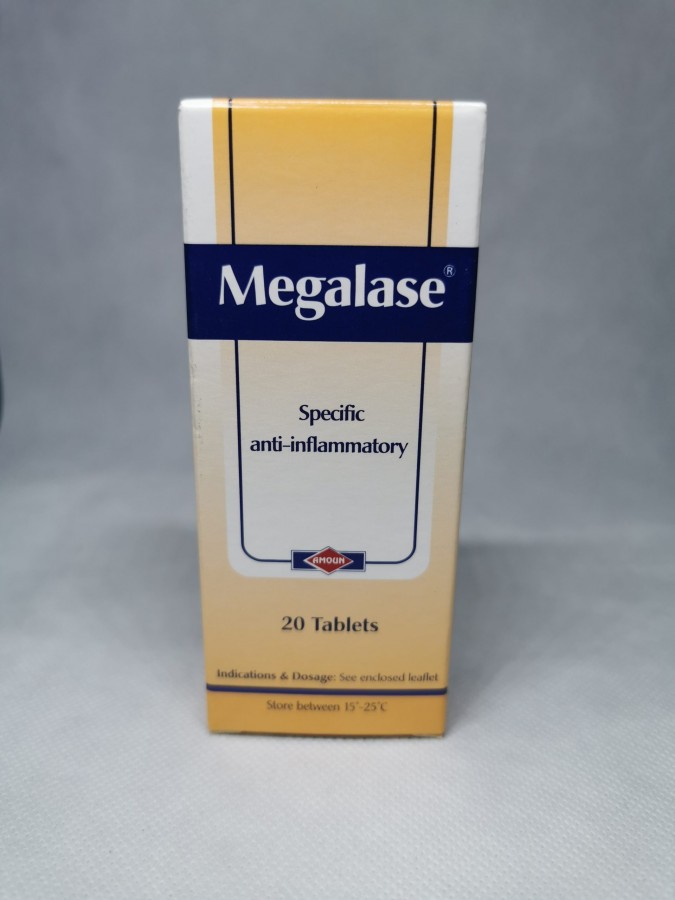 Megalase®
Specific
anti-inflammatory
AMOUN
20 Tablets
Indications & Dosage: See enclosed leaflet
Store between 15°-25°C